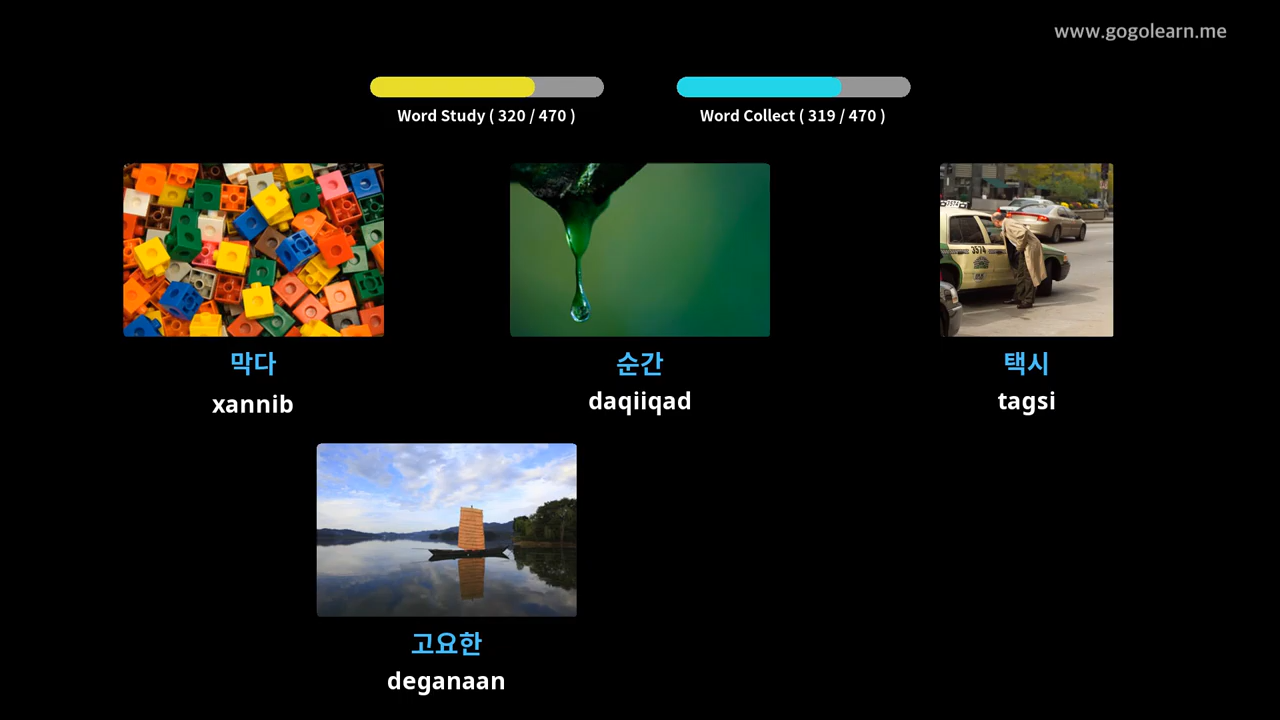 www.gogolearn.me
Word Study ( 320 / 470 )
Word Collect ( 319 / 470 )
막다
xannib
순간
daqiiqad
택시
tagsi
3574
고요한
deganaan